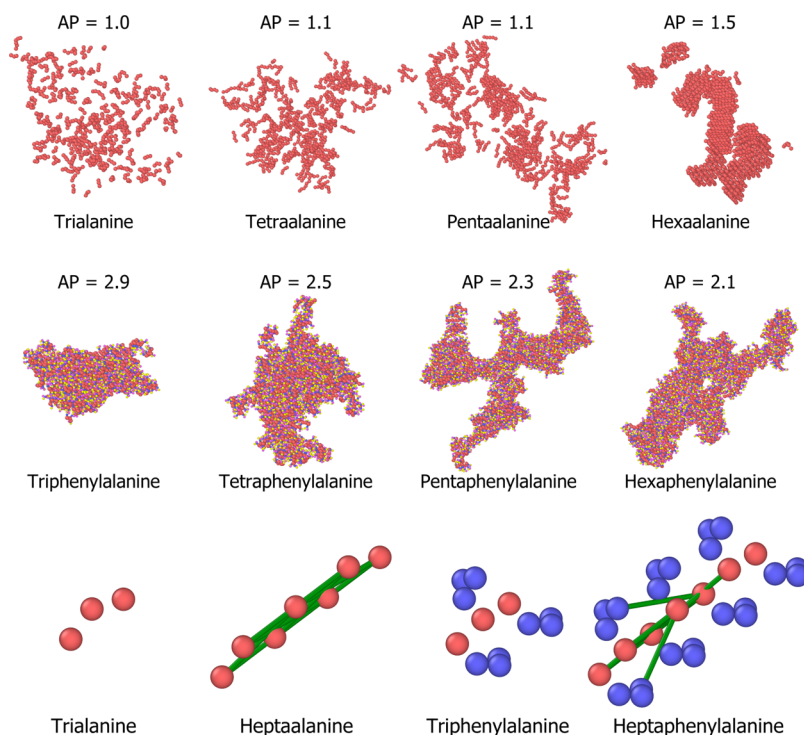 AP = 1.0 AP = 1.1 AP = 1.1 AP = 1.5
Trialanine Tetraalanine Pentaalanine Hexaalanine
AP = 2.9 AP = 2.5 AP = 2.3 AP = 2.1
Triphenylalanine Tetraphenylalanine Pentaphenylalanine Hexaphenylalanine
Trialanine Heptaalanine Triphenylalanine Heptaphenylalanine